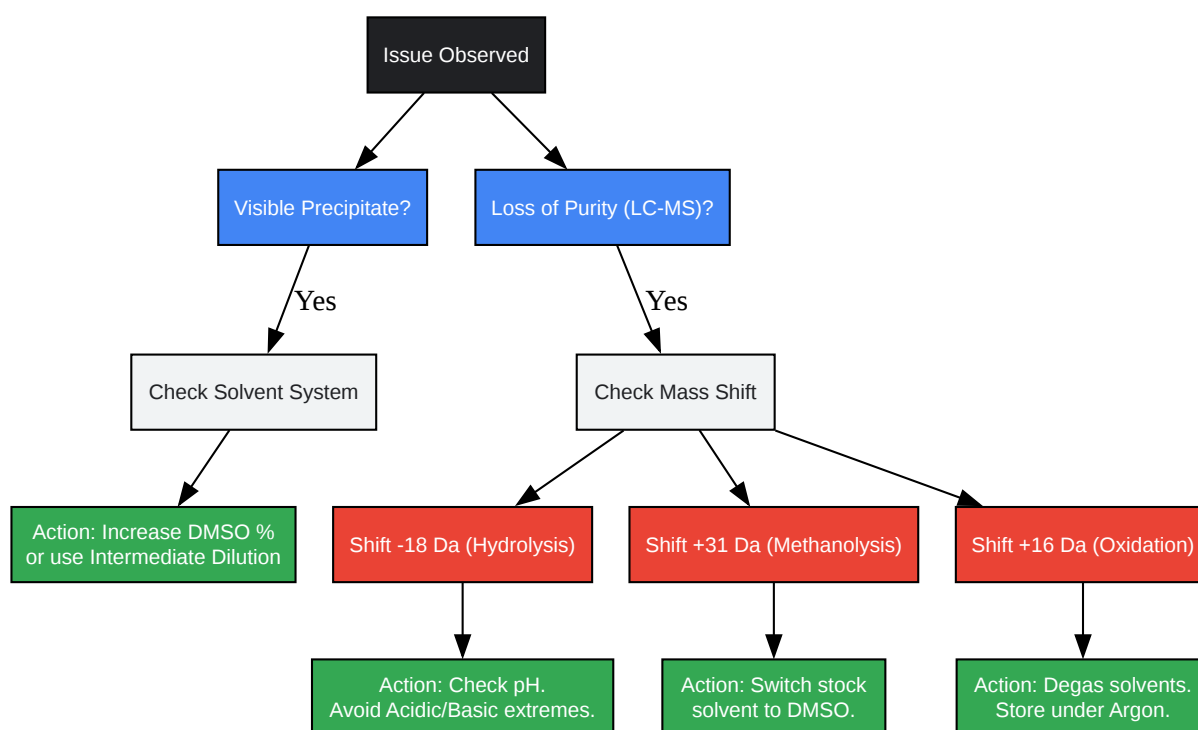 Issue Observed
Visible Precipitate?
Loss of Purity (LC-MS)?
Yes
Yes
Check Solvent System
Check Mass Shift
Action: Increase DMSO %
or use Intermediate Dilution
Shift -18 Da (Hydrolysis)
Shift +31 Da (Methanolysis)
Shift +16 Da (Oxidation)
Action: Check pH.
Avoid Acidic/Basic extremes.
Action: Switch stock
solvent to DMSO.
Action: Degas solvents.
Store under Argon.